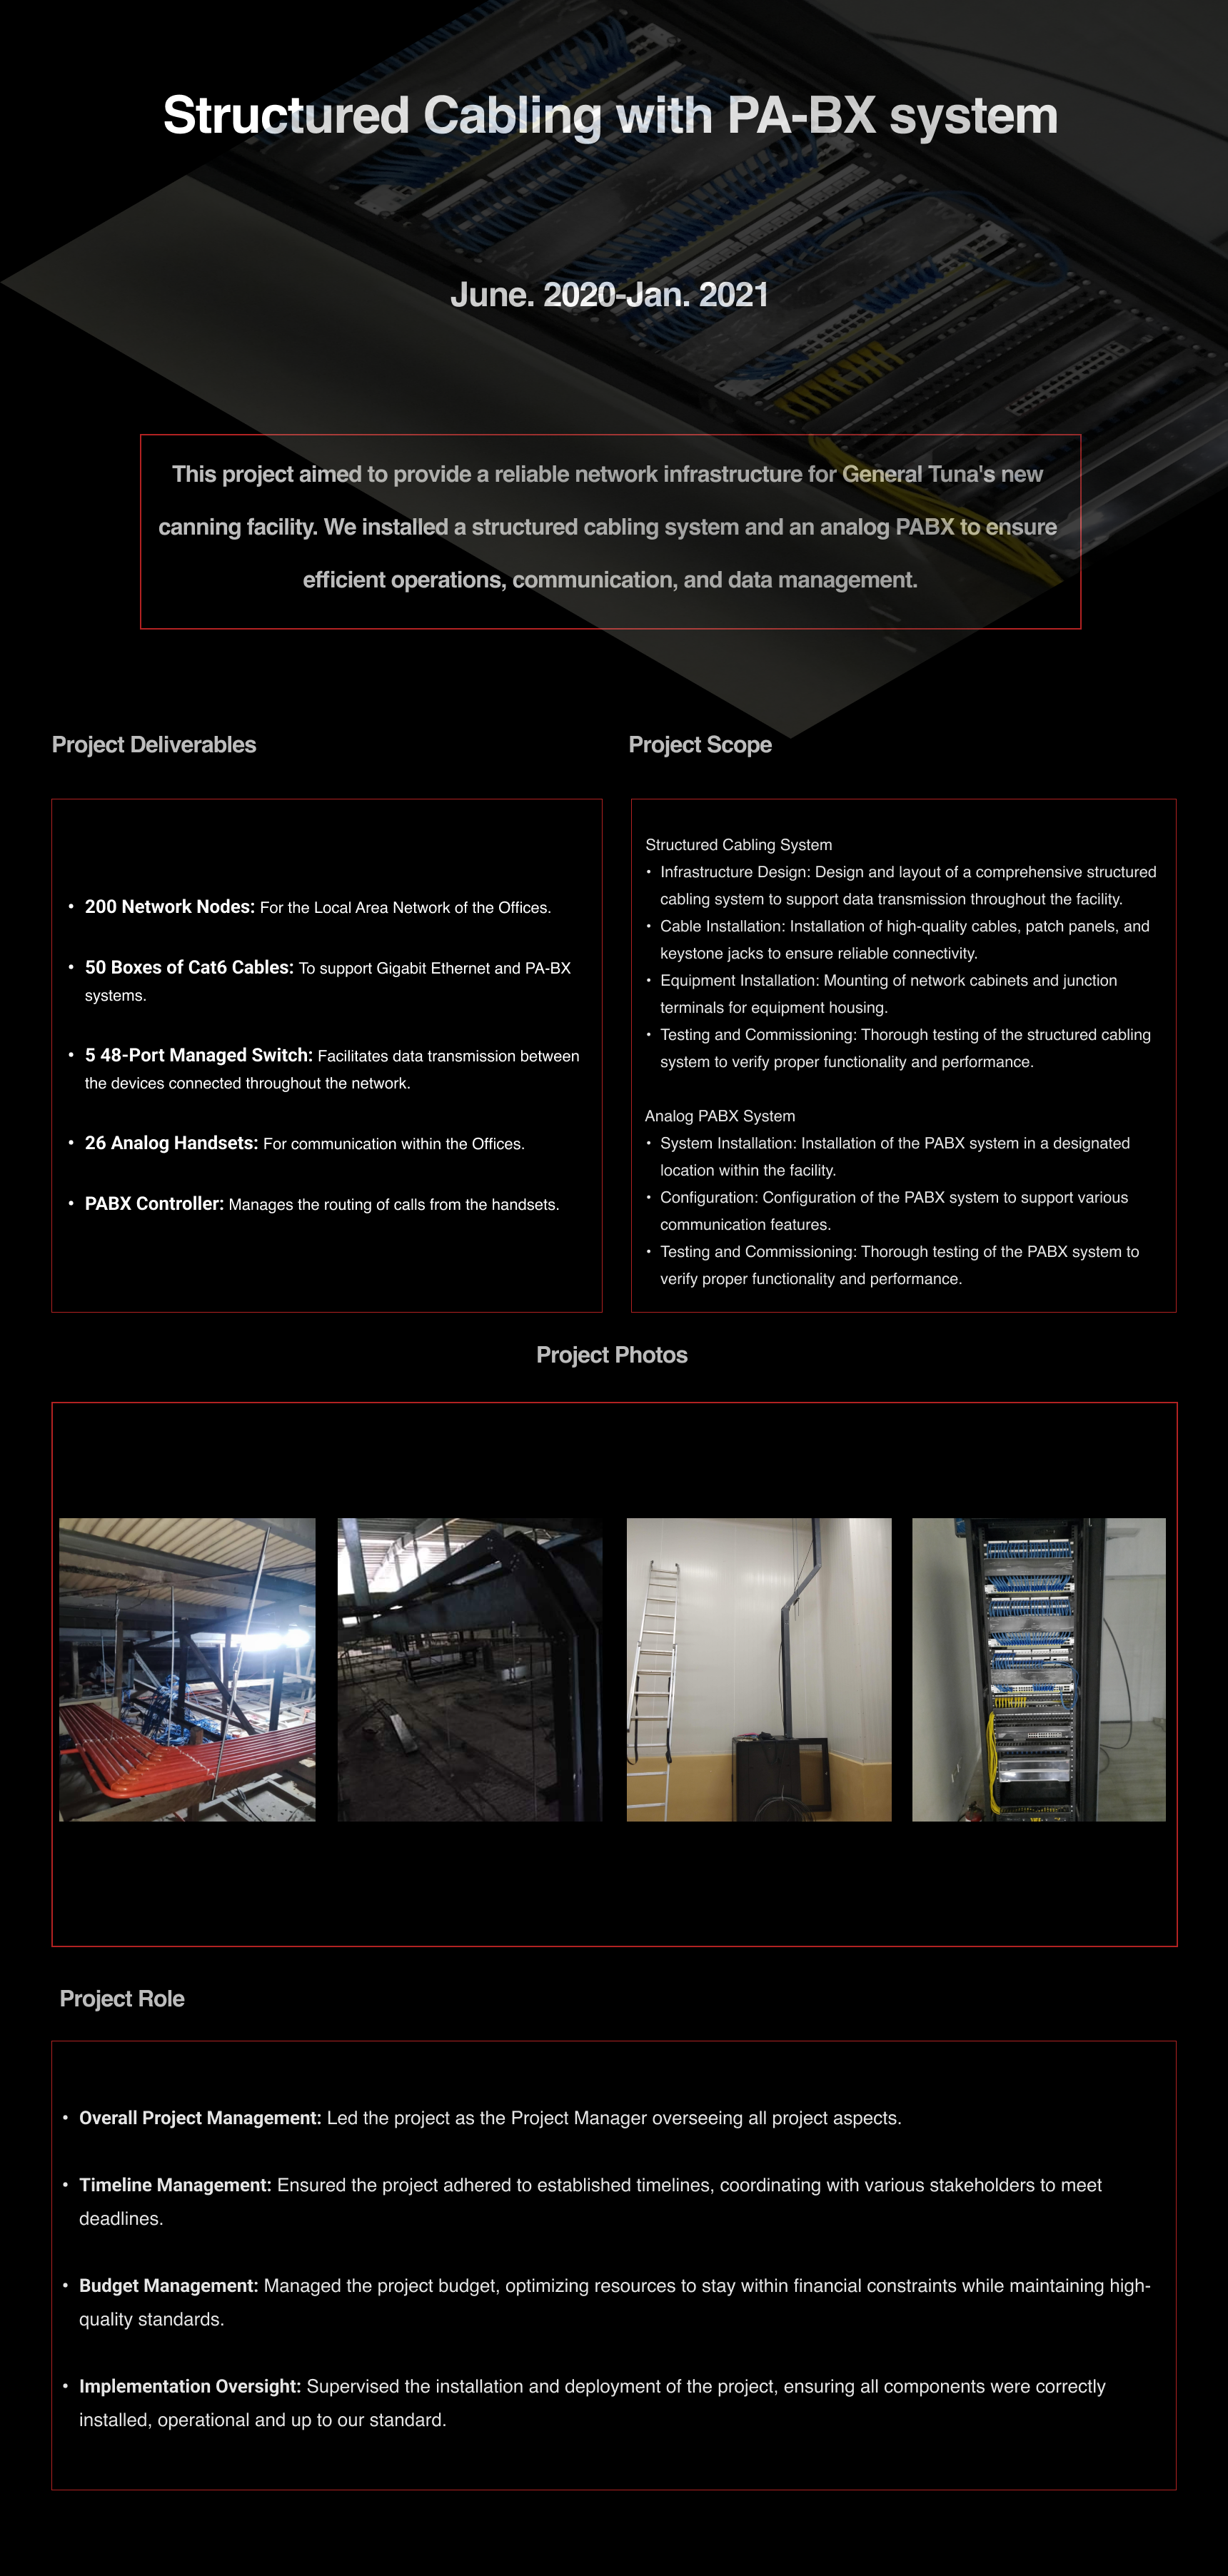 Structured Cabling with PA-BX system
June. 2020-Jan. 2021
This project aimed to provide a reliable network infrastructure for General Tuna's new
canning facility. We installed a structured cabling system and an analog PABX to ensure
efficient operations, communication, and data management.
Project Deliverables
• 200 Network Nodes: For the Local Area Network of the Offices.
• 50 Boxes of Cat6 Cables: To support Gigabit Ethernet and PA-BX
systems.
• 5 48-Port Managed Switch: Facilitates data transmission between
the devices connected throughout the network.
• 26 Analog Handsets: For communication within the Offices.
• PABX Controller: Manages the routing of calls from the handsets.
Project Scope
Structured Cabling System
• Infrastructure Design: Design and layout of a comprehensive structured
cabling system to support data transmission throughout the facility.
• Cable Installation: Installation of high-quality cables, patch panels, and
keystone jacks to ensure reliable connectivity.
• Equipment Installation: Mounting of network cabinets and junction
terminals for equipment housing.
• Testing and Commissioning: Thorough testing of the structured cabling
system to verify proper functionality and performance.
Analog PABX System
• System Installation: Installation of the PABX system in a designated
location within the facility.
• Configuration: Configuration of the PABX system to support various
communication features.
• Testing and Commissioning: Thorough testing of the PABX system to
verify proper functionality and performance.
Project Photos
Project Role
• Overall Project Management: Led the project as the Project Manager overseeing all project aspects.
• Timeline Management: Ensured the project adhered to established timelines, coordinating with various stakeholders to meet
deadlines.
• Budget Management: Managed the project budget, optimizing resources to stay within financial constraints while maintaining high-
quality standards.
• Implementation Oversight: Supervised the installation and deployment of the project, ensuring all components were correctly
installed, operational and up to our standard.